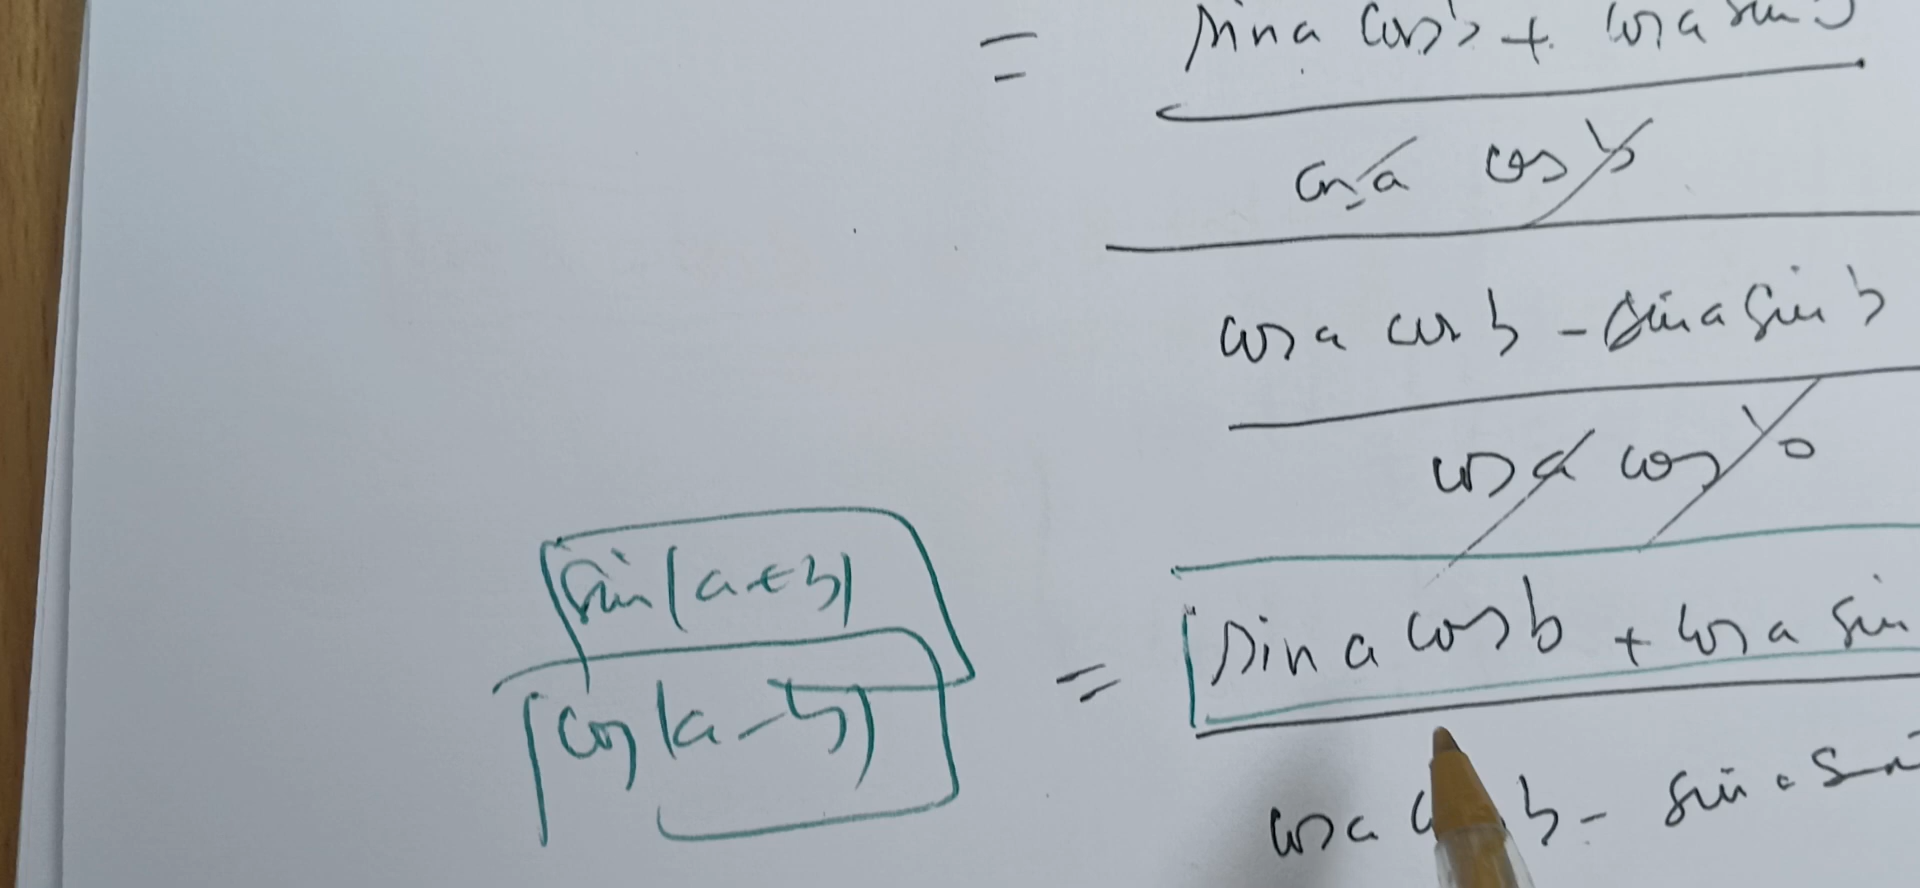 = sin a cos b + cos a sin b
cos a cos b
cos a cos b - sin a sin b
cos a cos b
sin (a+b)
= sin a cos b + cos a sin
cos (a-b)
cos a b - sin a sin